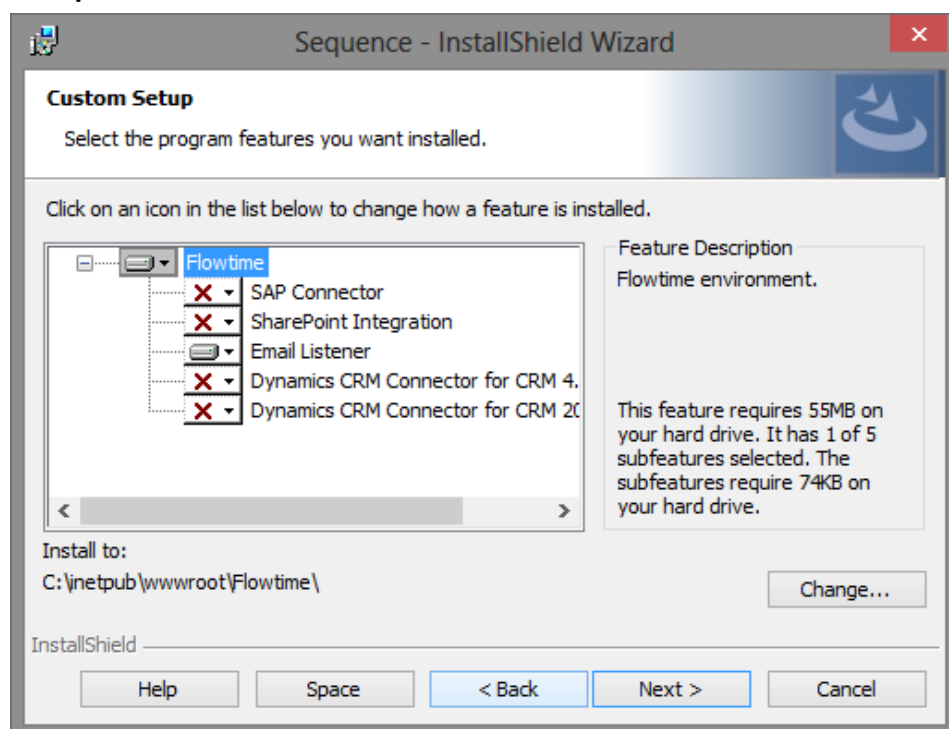 Sequence - InstallShield Wizard
Custom Setup
Select the program features you want installed.
Click on an icon in the list below to change how a feature is installed.
Flowtime
SAP Connector
SharePoint Integration
Email Listener
Dynamics CRM Connector for CRM 4.
Dynamics CRM Connector for CRM 20
Feature Description
Flowtime environment.
This feature requires 55MB on
your hard drive. It has 1 of 5
subfeatures selected. The
subfeatures require 74KB on
your hard drive.
Install to:
C:\inetpub\wwwroot\Flowtime\
Change...
InstallShield
Help
Space
< Back
Next >
Cancel